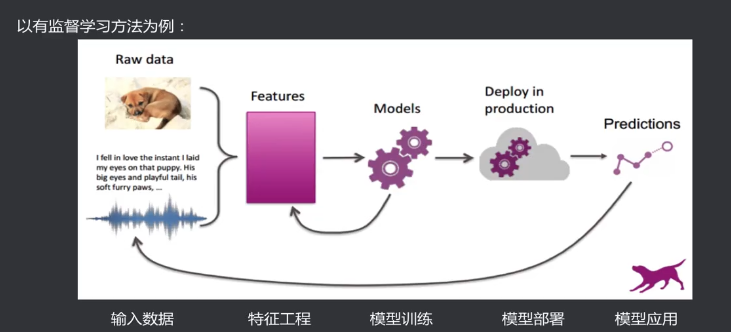 以有监督学习方法为例：
Raw data
Features
Models
Deploy in
production
Predictions
I fell in love the instant I laid
my eyes on that puppy. His
big eyes and playful tail, his
soft furry paws, ...
输入数据
特征工程
模型训练
模型部署
模型应用